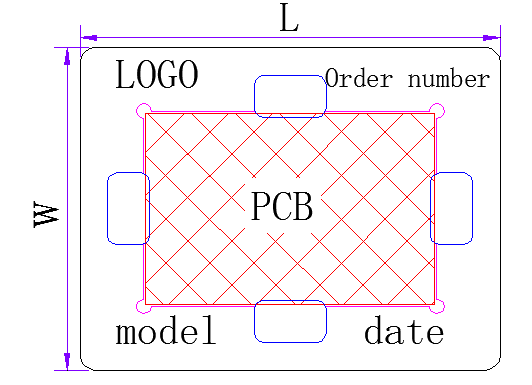 L
LOGO
Order number
W
PCB
model
date